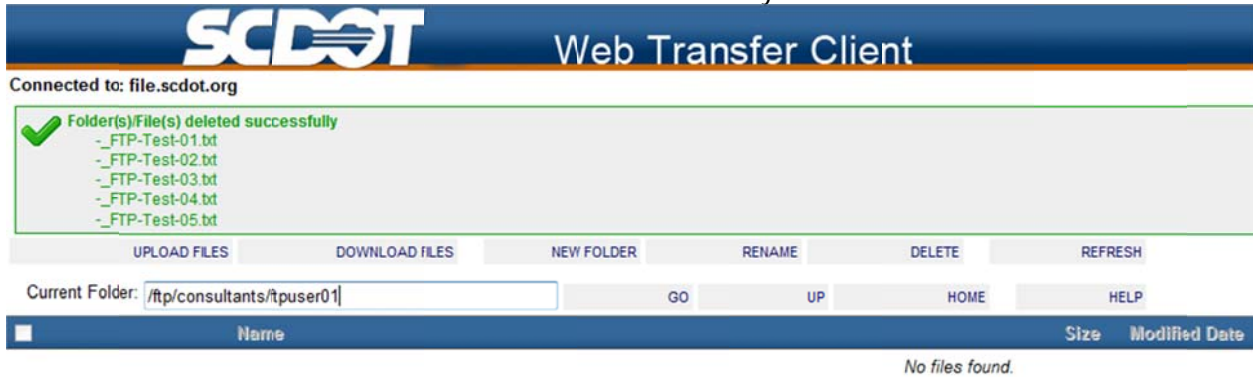 SCDOT Web Transfer Client
Connected to: file.scdot.org
Folder(s)/File(s) deleted successfully
-_FTP-Test-01.txt
-_FTP-Test-02.txt
-_FTP-Test-03.txt
-_FTP-Test-04.txt
-_FTP-Test-05.txt
UPLOAD FILES DOWNLOAD FILES NEW FOLDER RENAME DELETE REFRESH
Current Folder: /ftp/consultants/ftpuser01 GO UP HOME HELP
Name Size Modified Date
No files found.